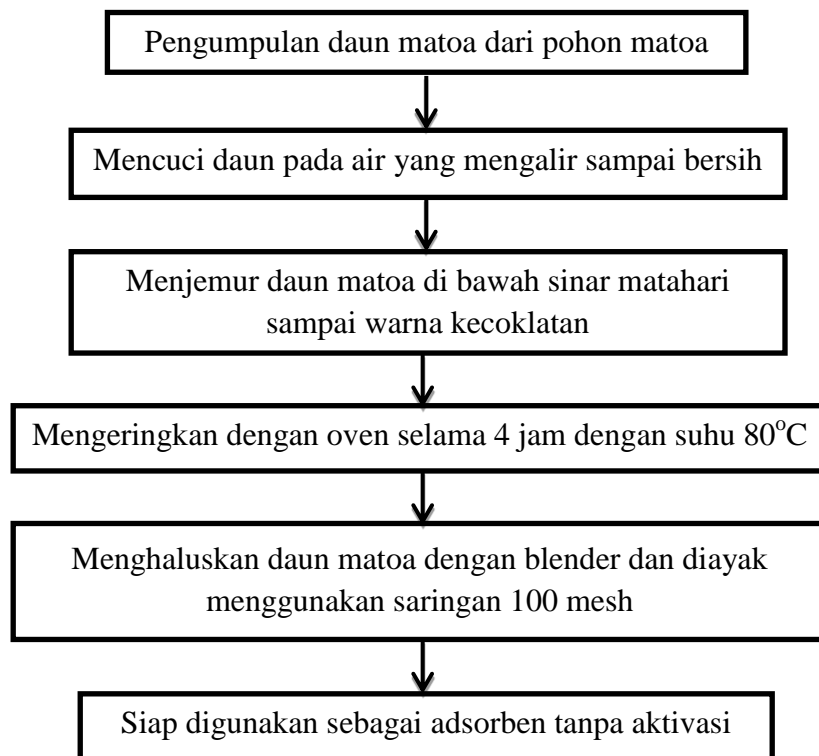 Pengumpulan daun matoa dari pohon matoa
Mencuci daun pada air yang mengalir sampai bersih
Menjemur daun matoa di bawah sinar matahari
sampai warna kecoklatan
Mengeringkan dengan oven selama 4 jam dengan suhu 80°C
Menghaluskan daun matoa dengan blender dan diayak
menggunakan saringan 100 mesh
Siap digunakan sebagai adsorben tanpa aktivasi